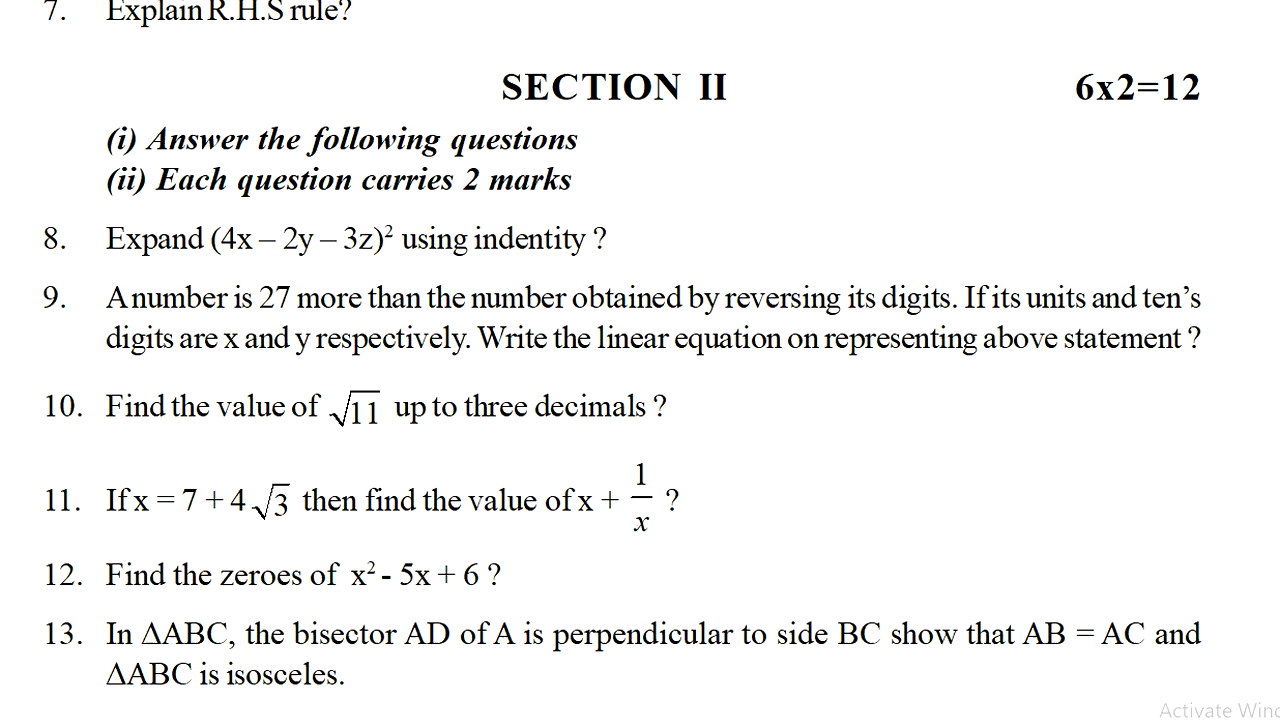 7. Explain R.H.S rule?
SECTION II 6x2=12
(i) Answer the following questions
(ii) Each question carries 2 marks
8. Expand (4x – 2y – 3z)² using indentity ?
9. A number is 27 more than the number obtained by reversing its digits. If its units and ten's
digits are x and y respectively. Write the linear equation on representing above statement ?
10. Find the value of √11 up to three decimals ?
11. If x = 7 + 4√3 then find the value of x + 1/x ?
12. Find the zeroes of x² - 5x + 6 ?
13. In ΔABC, the bisector AD of A is perpendicular to side BC show that AB = AC and
ΔABC is isosceles.
Activate Wind